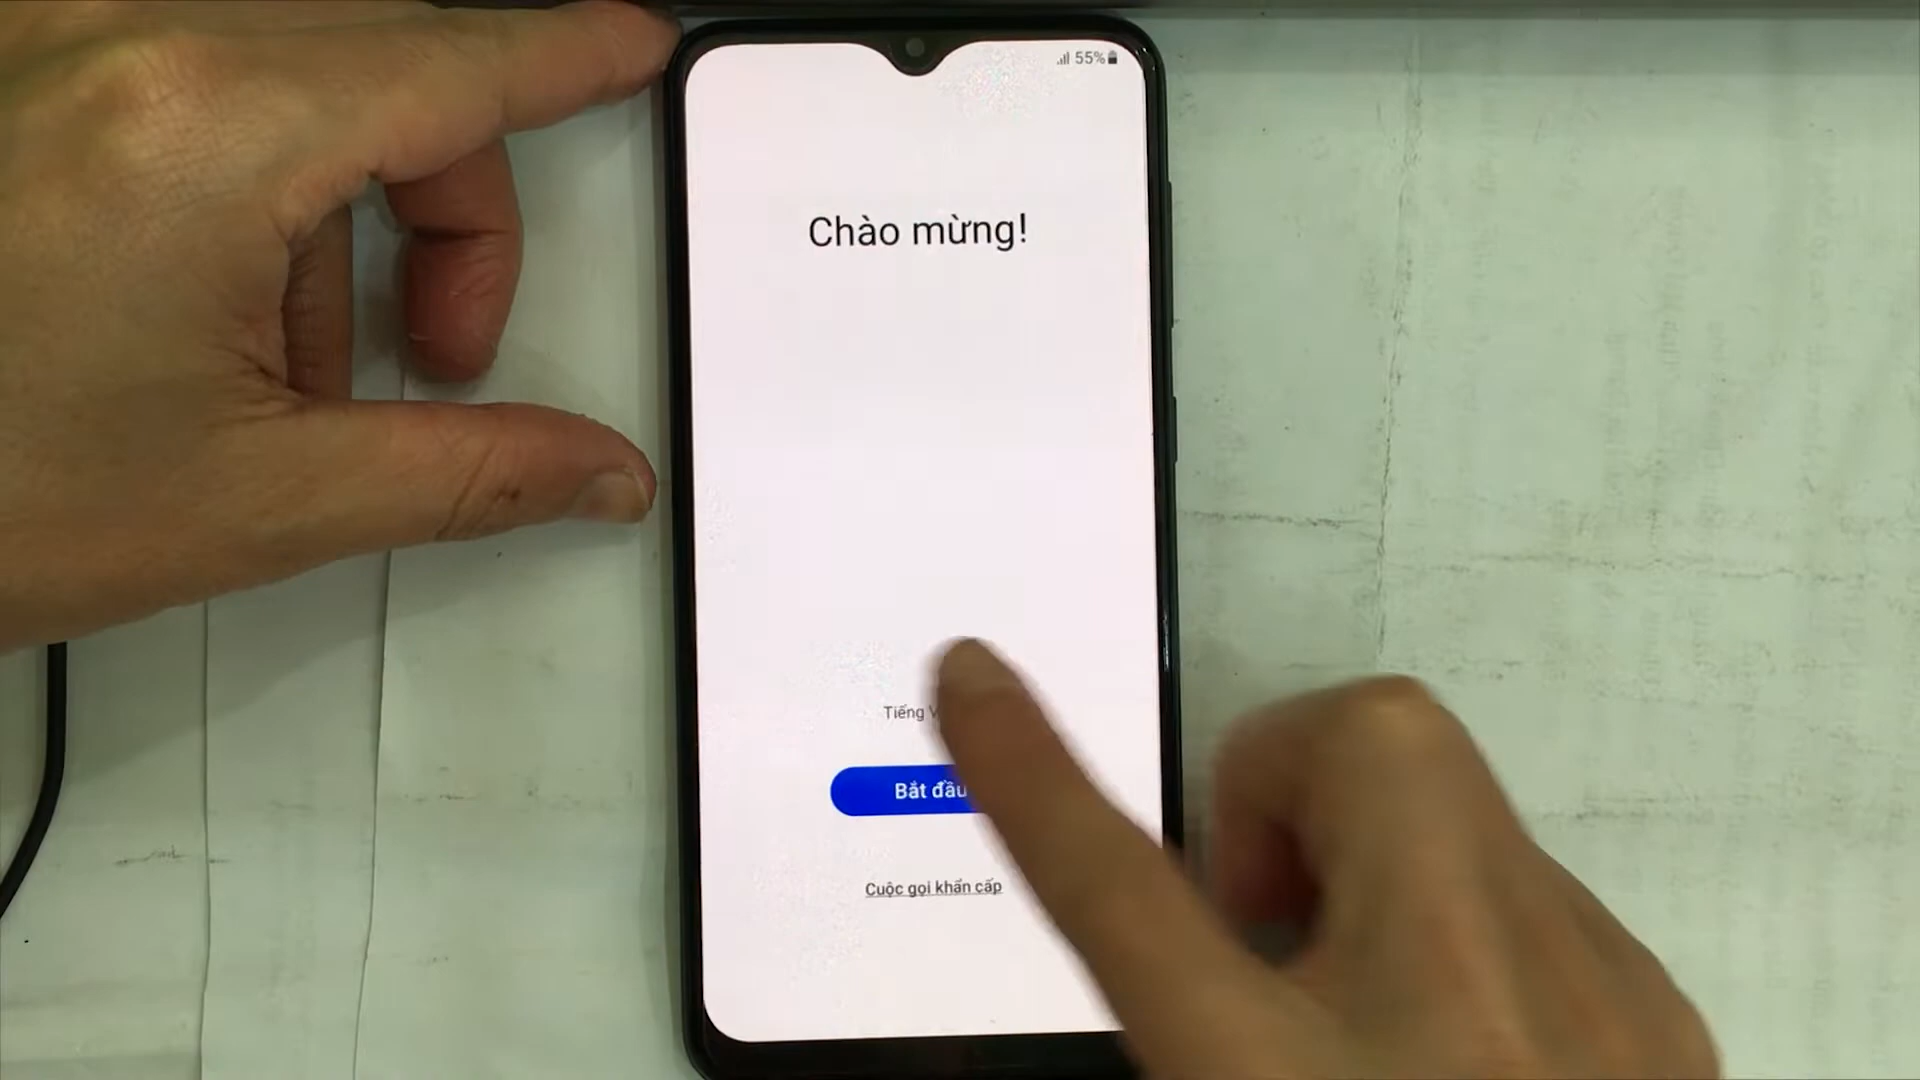 55%
Chào mừng!
Tiếng
Bắt đầu
Cuộc gọi khẩn cấp